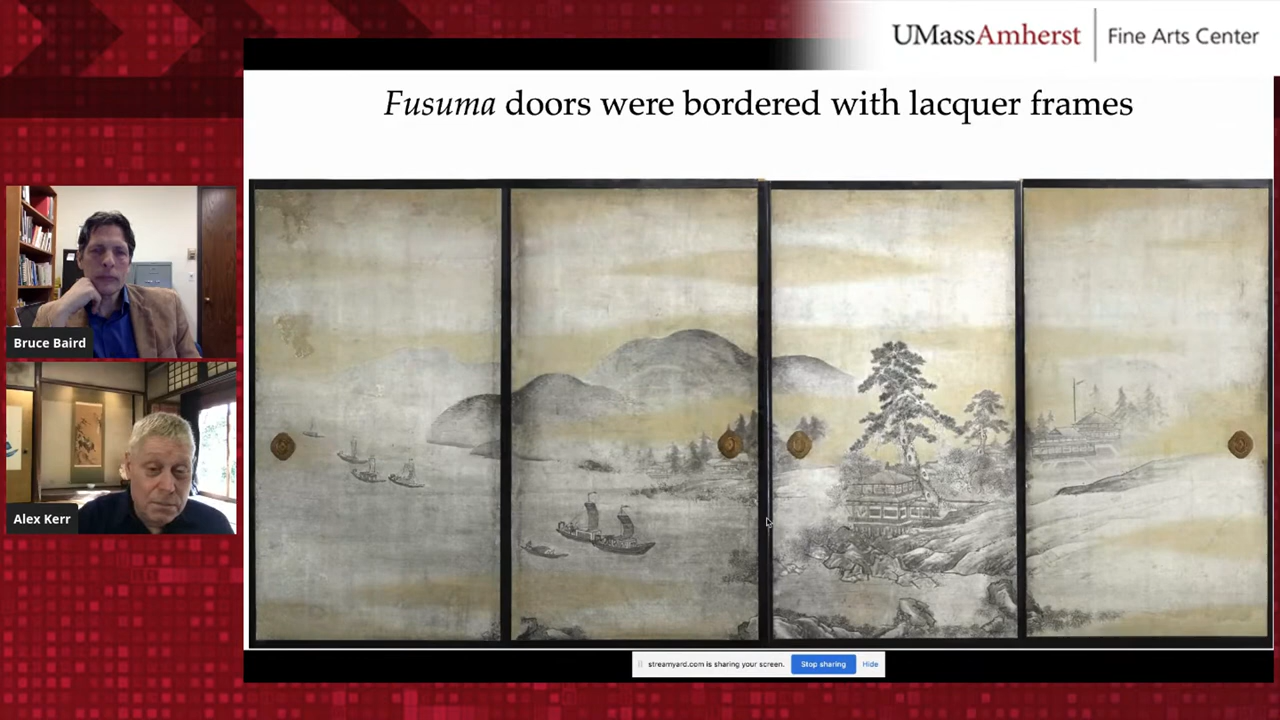 UMassAmherst | Fine Arts Center
Fusuma doors were bordered with lacquer frames
Bruce Baird
Alex Kerr
streamyard.com is sharing your screen.
Stop sharing
Hide